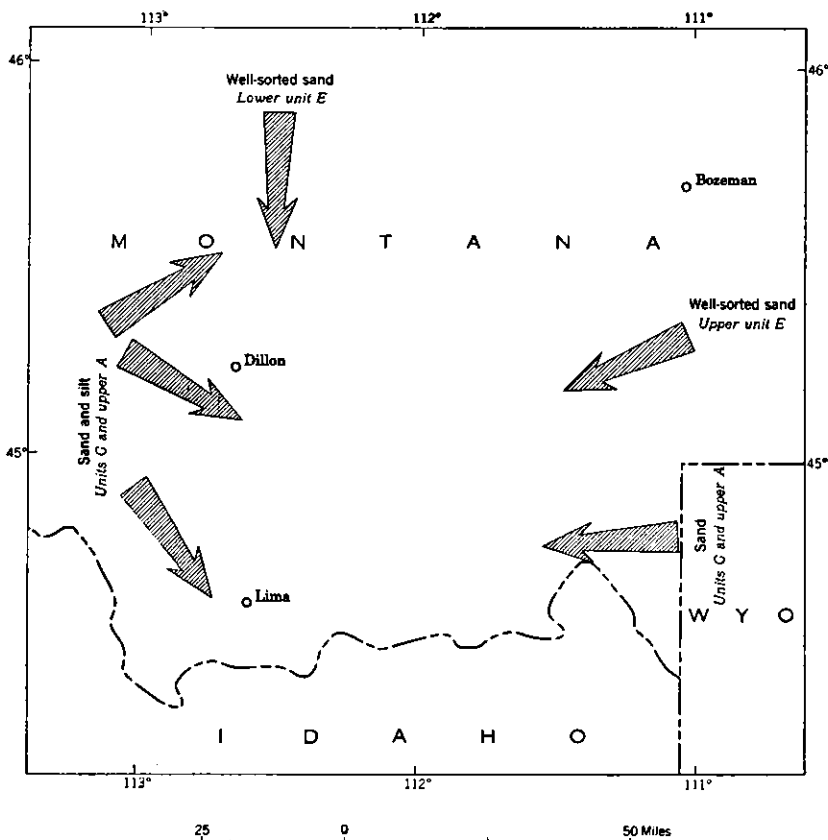 113°
112°
111°
46°
46°
Well-sorted sand
Lower unit E
Bozeman
M O N T A N A
Well-sorted sand
Upper unit E
Dillon
Sand and silt
Units C and upper A
45°
45°
Sand
Units C and upper A
Lima
W Y O
I D A H O
113°
112°
111°
25 0 50 Miles